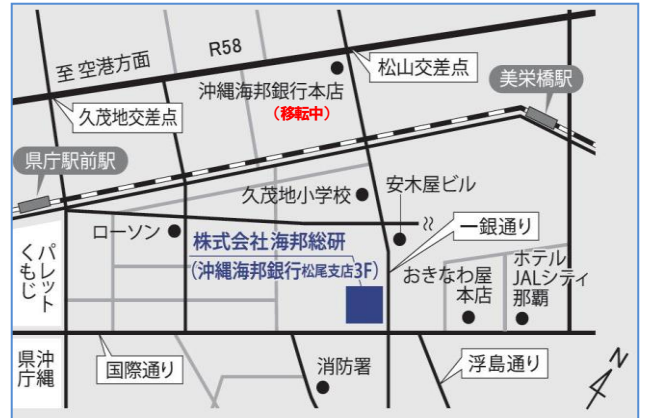 至 空港方面
R58
松山交差点
美栄橋駅
沖縄海邦銀行本店
(移転中)
久茂地交差点
県庁駅前駅
久茂地小学校
安木屋ビル
一銀通り
ローソン
株式会社海邦総研
(沖縄海邦銀行松尾支店3F)
パレット
くもじ
おきなわ屋
本店
ホテル
JALシティ
那覇
沖縄
県庁
国際通り
消防署
浮島通り
N